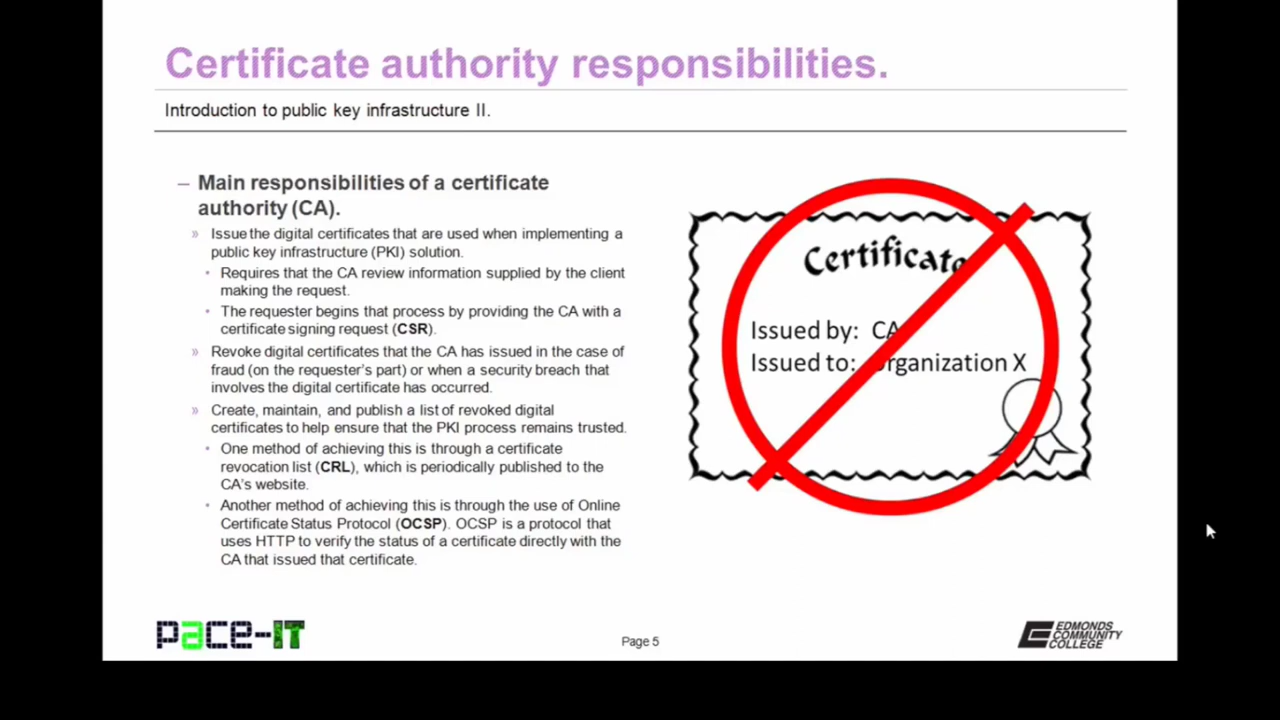 Certificate authority responsibilities.
Introduction to public key infrastructure II.
– Main responsibilities of a certificate
authority (CA).
» Issue the digital certificates that are used when implementing a
public key infrastructure (PKI) solution.
• Requires that the CA review information supplied by the client
making the request.
• The requester begins that process by providing the CA with a
certificate signing request (CSR).
» Revoke digital certificates that the CA has issued in the case of
fraud (on the requester's part) or when a security breach that
involves the digital certificate has occurred.
» Create, maintain, and publish a list of revoked digital
certificates to help ensure that the PKI process remains trusted.
• One method of achieving this is through a certificate
revocation list (CRL), which is periodically published to the
CA's website.
• Another method of achieving this is through the use of Online
Certificate Status Protocol (OCSP). OCSP is a protocol that
uses HTTP to verify the status of a certificate directly with the
CA that issued that certificate.
Certificate
Issued by: CA
Issued to: Organization X
pace-IT
Page 5
EDMONDS
COMMUNITY
COLLEGE